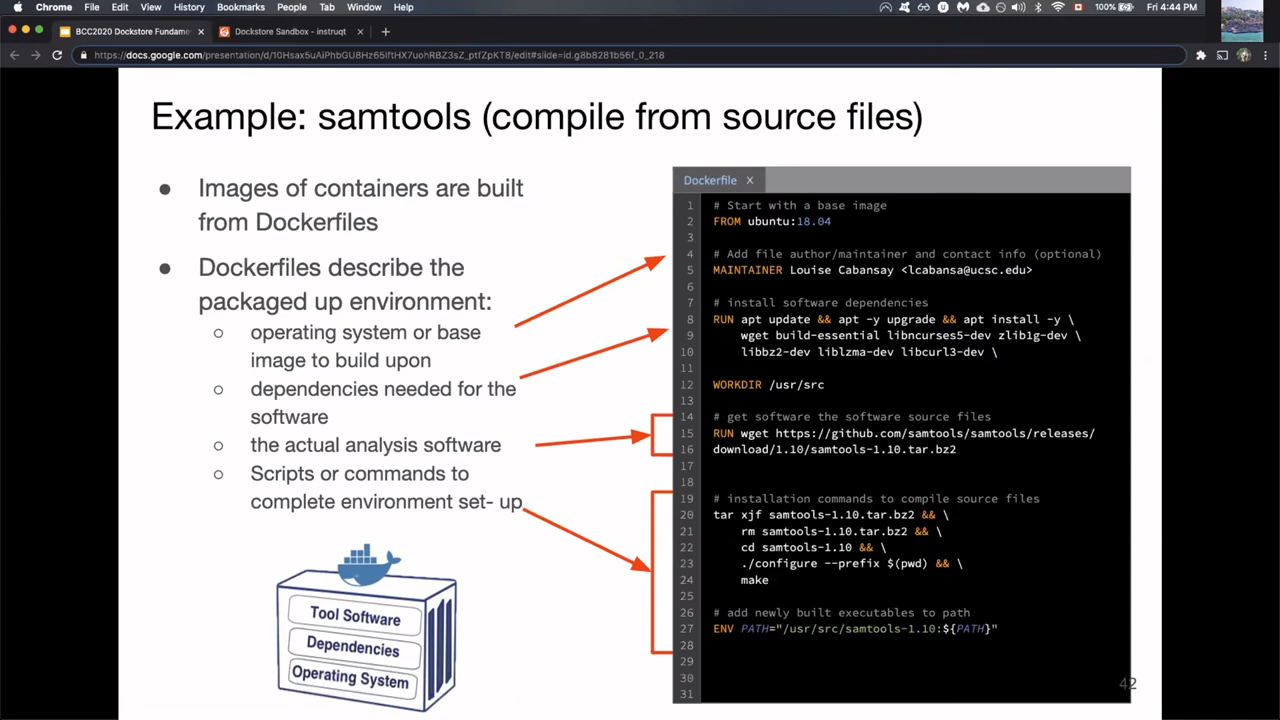 Chrome File Edit View History Bookmarks People Tab Window Help 100% Fri 4:44 PM
BCC2020 Dockstore Fundame × Dockstore Sandbox - instruqt × +
https://docs.google.com/presentation/d/10Hsax5uAiPhbGU8Hz65iftHX7uohRBZ3sZ_ptfZpKT8/edit#slide=id.g8b8281b56f_0_218
Example: samtools (compile from source files)
● Images of containers are built
from Dockerfiles
● Dockerfiles describe the
packaged up environment:
○ operating system or base
image to build upon
○ dependencies needed for the
software
○ the actual analysis software
○ Scripts or commands to
complete environment set- up
Tool Software
Dependencies
Operating System
Dockerfile X
1 # Start with a base image
2 FROM ubuntu:18.04
3
4 # Add file author/maintainer and contact info (optional)
5 MAINTAINER Louise Cabansay <lcabansa@ucsc.edu>
6
7 # install software dependencies
8 RUN apt update && apt -y upgrade && apt install -y \
9 wget build-essential libncurses5-dev zlib1g-dev \
10 libbz2-dev liblzma-dev libcurl3-dev \
11
12 WORKDIR /usr/src
13
14 # get software the software source files
15 RUN wget https://github.com/samtools/samtools/releases/
16 download/1.10/samtools-1.10.tar.bz2
17
18
19 # installation commands to compile source files
20 tar xjf samtools-1.10.tar.bz2 && \
21 rm samtools-1.10.tar.bz2 && \
22 cd samtools-1.10 && \
23 ./configure --prefix $(pwd) && \
24 make
25
26 # add newly built executables to path
27 ENV PATH="/usr/src/samtools-1.10:${PATH}"
28
29
30
31
42